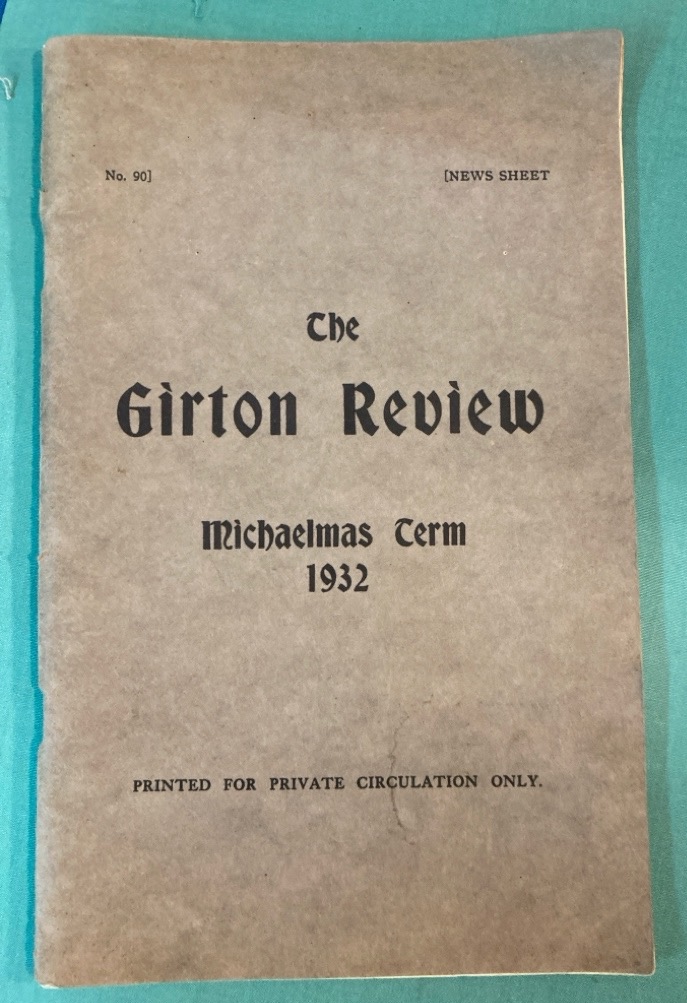 No. 90] [NEWS SHEET
The
Girton Review
Michaelmas Term
1932
PRINTED FOR PRIVATE CIRCULATION ONLY.